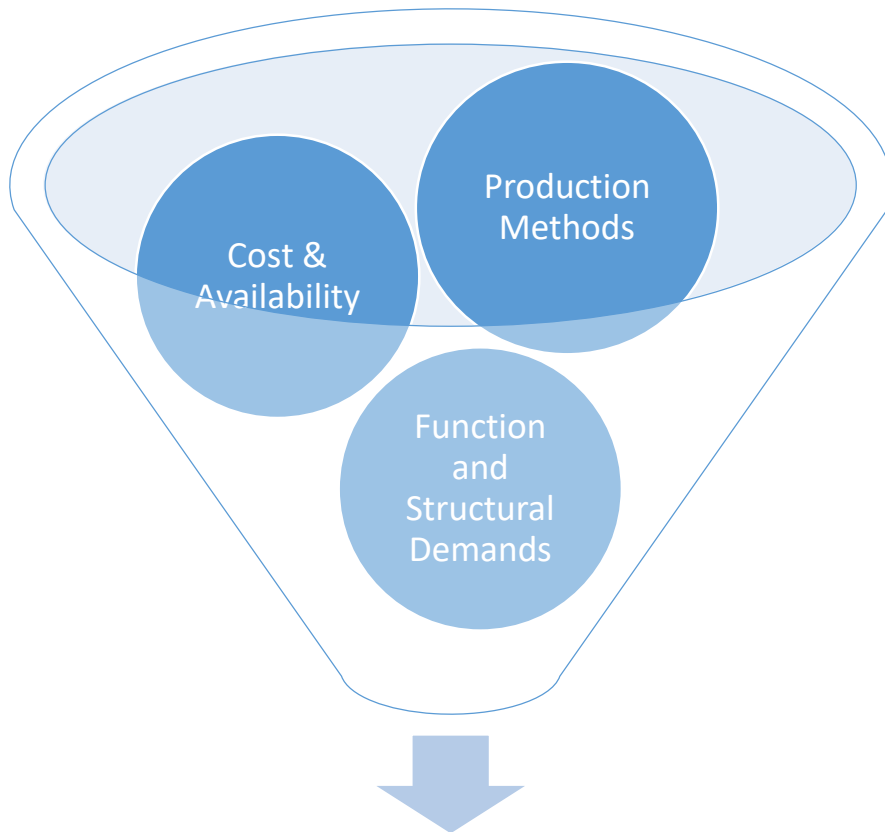 Production
Methods
Cost &
Availability
Function
and
Structural
Demands